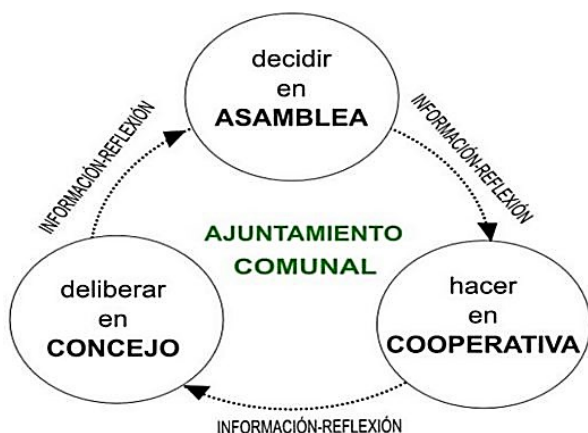 decidir
en
ASAMBLEA
INFORMACIÓN-REFLEXIÓN
INFORMACIÓN-REFLEXIÓN
AJUNTAMIENTO
COMUNAL
deliberar
en
CONCEJO
hacer
en
COOPERATIVA
INFORMACIÓN-REFLEXIÓN